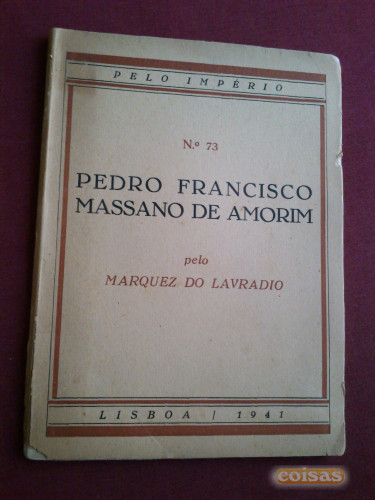 PELO IMPÉRIO
N.º 73
PEDRO FRANCISCO
MASSANO DE AMORIM
pelo
MARQUEZ DO LAVRADIO
LISBOA / 1941
coisas